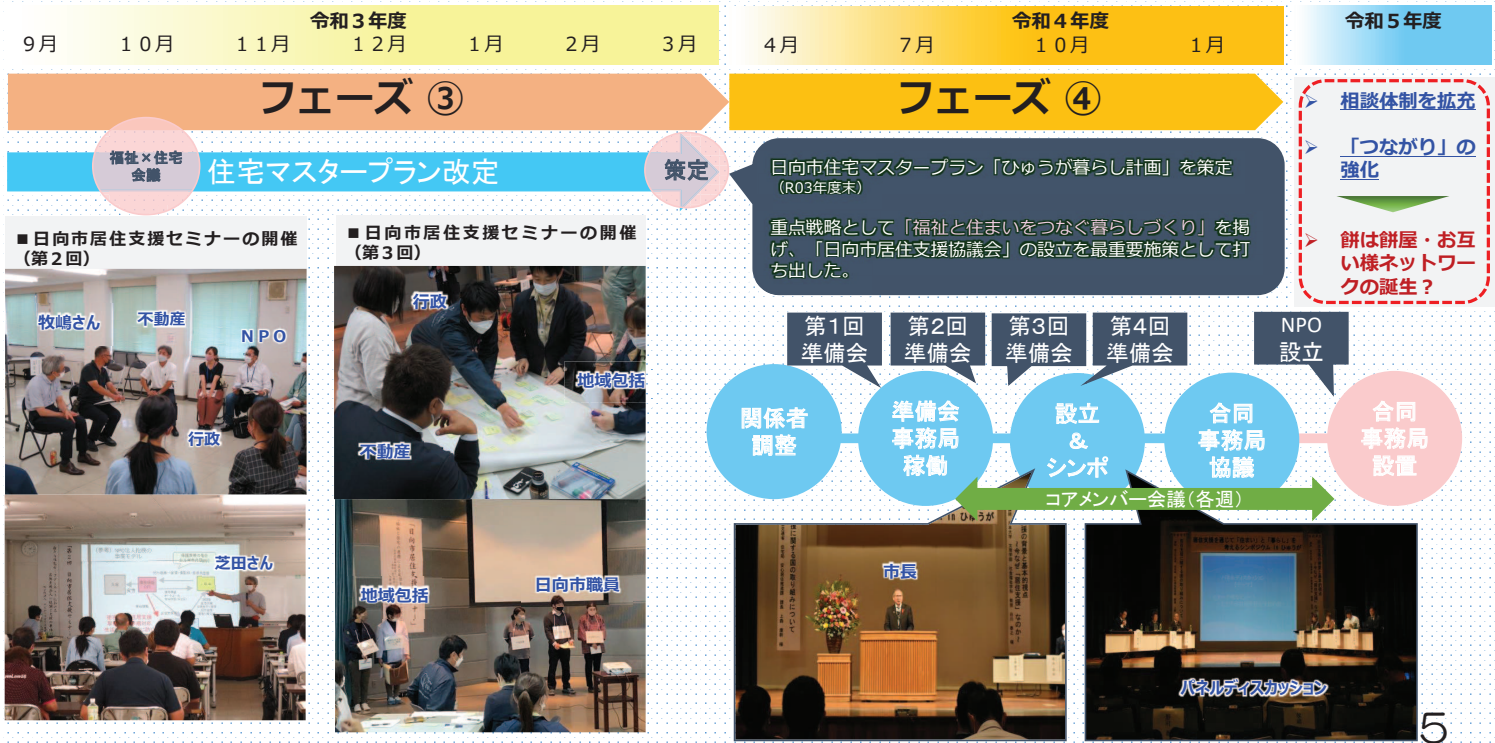 令和３年度
9月
１０月
１１月
１２月
１月
２月
３月
令和４年度
４月
７月
１０月
１月
令和５年度
フェーズ ③
フェーズ ④
福祉×住宅
会議
住宅マスタープラン改定
策定
■日向市居住支援セミナーの開催
（第２回）
牧嶋さん
不動産
ＮＰＯ
行政
芝田さん
■日向市居住支援セミナーの開催
（第３回）
行政
地域包括
不動産
地域包括
日向市職員
日向市住宅マスタープラン「ひゅうが暮らし計画」を策定
（R03年度末）
重点戦略として「福祉と住まいをつなぐ暮らしづくり」を掲
げ、「日向市居住支援協議会」の設立を最重要施策として打
ち出した。
➢ 相談体制を拡充
➢ 「つながり」の
強化
➢ 餅は餅屋・お互
い様ネットワー
クの誕生？
第１回
準備会
第２回
準備会
第３回
準備会
第４回
準備会
NPO
設立
関係者
調整
準備会
事務局
稼働
設立
＆
シンポ
合同
事務局
協議
合同
事務局
設置
コアメンバー会議（各週）
in ひゅうが
市長
パネルディスカッション
5